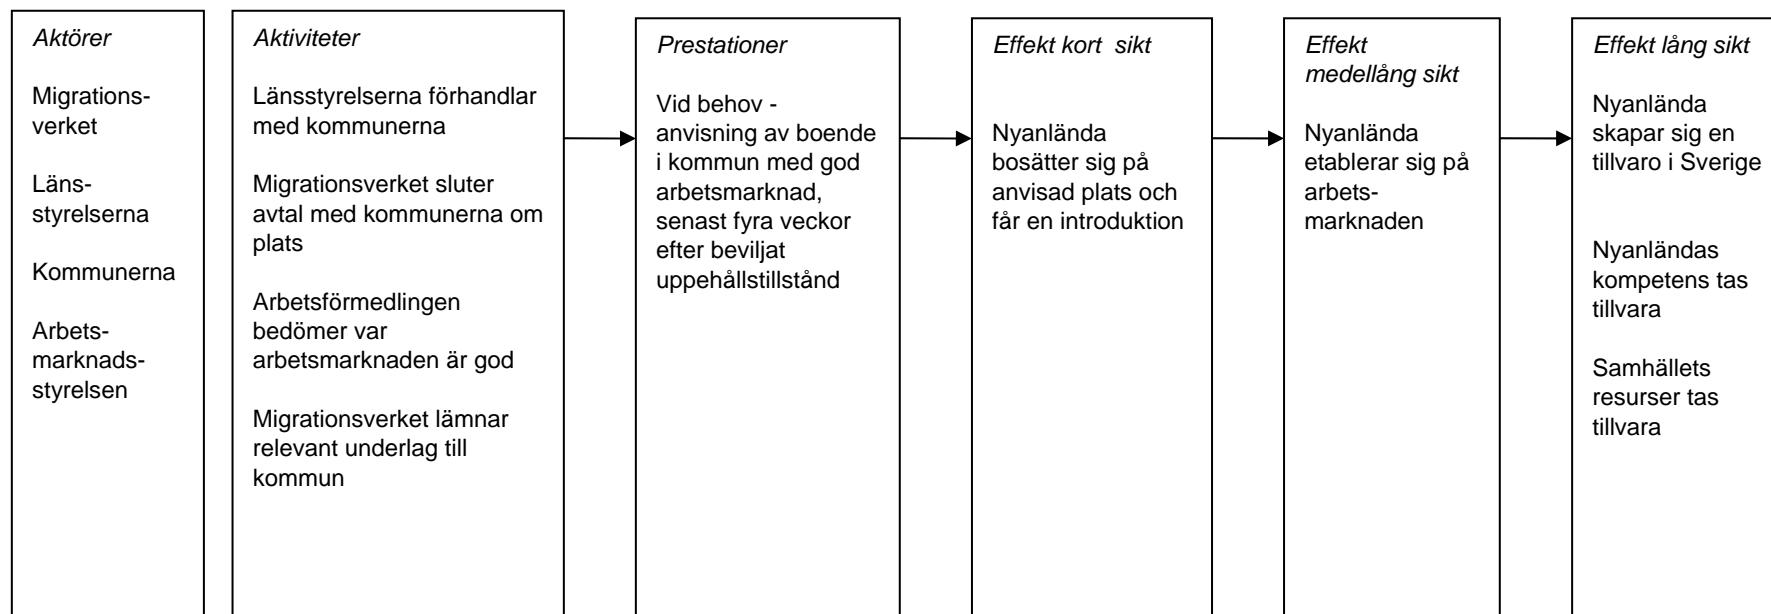 Aktörer
Migrations-
verket
Läns-
styrelserna
Kommunerna
Arbets-
marknads-
styrelsen
Aktiviteter
Länsstyrelserna förhandlar
med kommunerna
Migrationsverket sluter
avtal med kommunerna om
plats
Arbetsförmedlingen
bedömer var
arbetsmarknaden är god
Migrationsverket lämnar
relevant underlag till
kommun
Prestationer
Vid behov -
anvisning av boende
i kommun med god
arbetsmarknad,
senast fyra veckor
efter beviljat
uppehållstillstånd
Effekt kort sikt
Nyanlända
bosätter sig på
anvisad plats och
får en introduktion
Effekt
medellång sikt
Nyanlända
etablerar sig på
arbets-
marknaden
Effekt lång sikt
Nyanlända
skapar sig en
tillvaro i Sverige
Nyanländas
kompetens tas
tillvara
Samhällets
resurser tas
tillvara